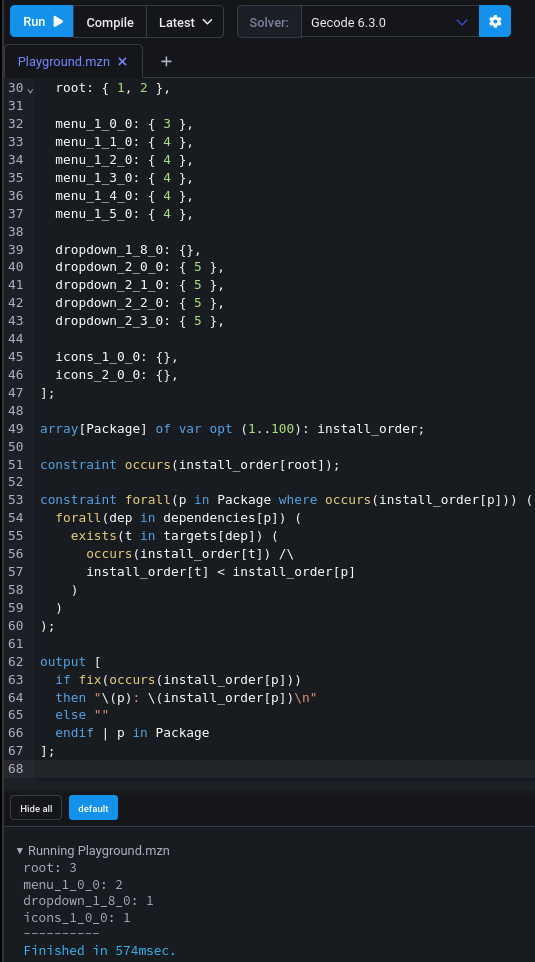 Run Compile Latest Solver: Gecode 6.3.0
Playground.mzn × +
30 root: { 1, 2 },
31
32 menu_1_0_0: { 3 },
33 menu_1_1_0: { 4 },
34 menu_1_2_0: { 4 },
35 menu_1_3_0: { 4 },
36 menu_1_4_0: { 4 },
37 menu_1_5_0: { 4 },
38
39 dropdown_1_8_0: {},
40 dropdown_2_0_0: { 5 },
41 dropdown_2_1_0: { 5 },
42 dropdown_2_2_0: { 5 },
43 dropdown_2_3_0: { 5 },
44
45 icons_1_0_0: {},
46 icons_2_0_0: {},
47 ];
48
49 array[Package] of var opt (1..100): install_order;
50
51 constraint occurs(install_order[root]);
52
53 constraint forall(p in Package where occurs(install_order[p])) (
54 forall(dep in dependencies[p]) (
55 exists(t in targets[dep]) (
56 occurs(install_order[t]) /\
57 install_order[t] < install_order[p]
58 )
59 )
60 );
61
62 output [
63 if fix(occurs(install_order[p]))
64 then "\(p): \(install_order[p])\n"
65 else ""
66 endif | p in Package
67 ];
68
Hide all default
▼ Running Playground.mzn
root: 3
menu_1_0_0: 2
dropdown_1_8_0: 1
icons_1_0_0: 1
----------
Finished in 574msec.